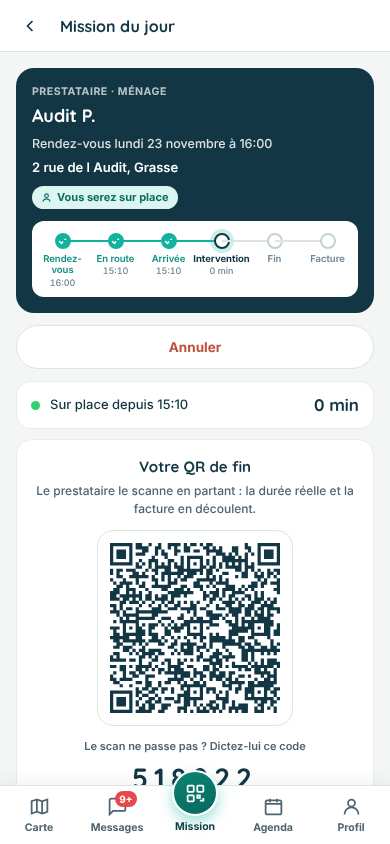 Mission du jour
PRESTATAIRE · MÉNAGE
Audit P.
Rendez-vous lundi 23 novembre à 16:00
2 rue de l Audit, Grasse
Vous serez sur place
Rendez-vous
16:00
En route
15:10
Arrivée
15:10
Intervention
0 min
Fin
Facture
Annuler
Sur place depuis 15:10
0 min
Votre QR de fin
Le prestataire le scanne en partant : la durée réelle et la
facture en découlent.
Le scan ne passe pas ? Dictez-lui ce code
Carte
9+
Messages
Mission
Agenda
Profil